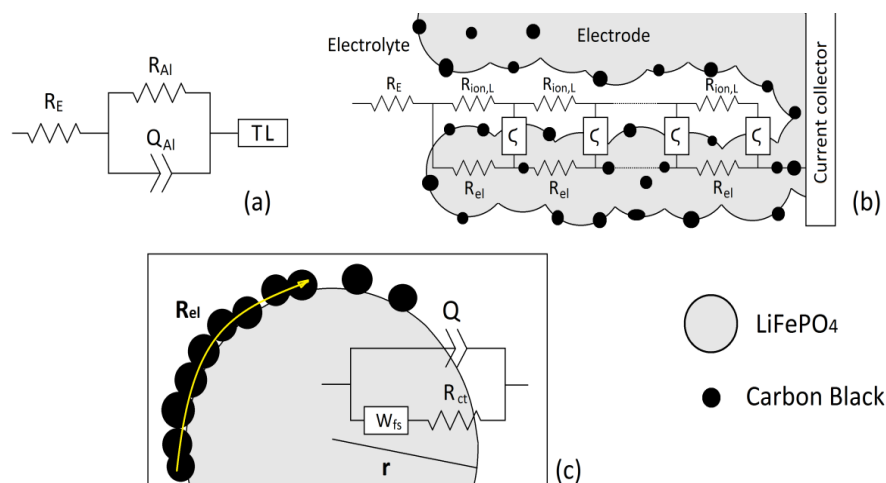 R_E
R_Al
Q_Al
TL
(a)
Electrolyte
Electrode
R_E
R_ion,L
R_ion,L
R_ion,L
ζ
ζ
ζ
ζ
R_el
R_el
R_el
Current collector
(b)
R_el
Q
R_ct
W_fs
r
(c)
LiFePO₄
Carbon Black